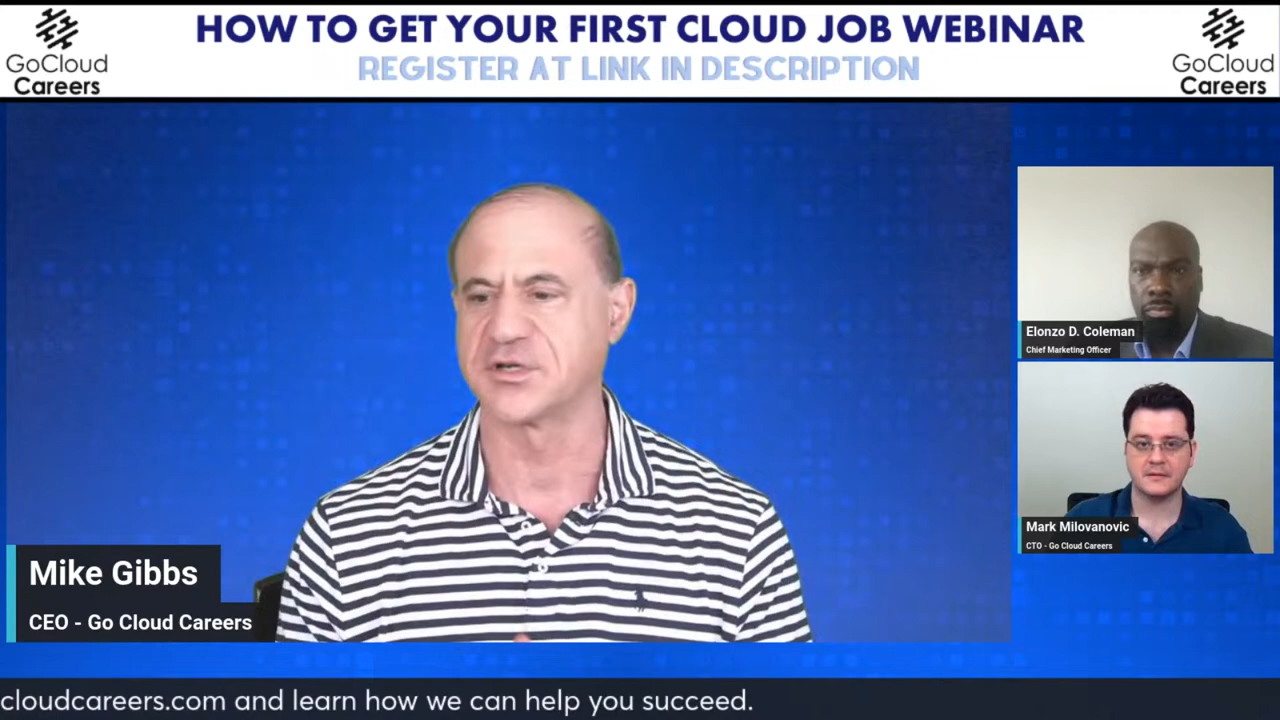 HOW TO GET YOUR FIRST CLOUD JOB WEBINAR
REGISTER AT LINK IN DESCRIPTION
GoCloud
Careers
GoCloud
Careers
Elonzo D. Coleman
Chief Marketing Officer
Mark Milovanovic
CTO - Go Cloud Careers
Mike Gibbs
CEO - Go Cloud Careers
cloudcareers.com and learn how we can help you succeed.